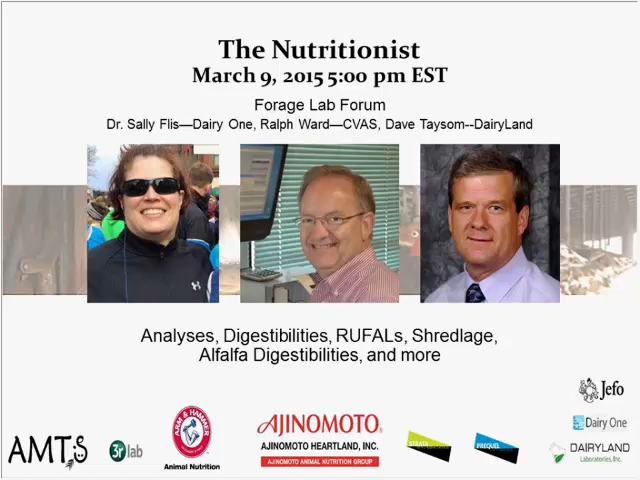 The Nutritionist
March 9, 2015 5:00 pm EST
Forage Lab Forum
Dr. Sally Flis—Dairy One, Ralph Ward—CVAS, Dave Taysom--DairyLand
Analyses, Digestibilities, RUFALs, Shredlage,
Alfalfa Digestibilities, and more
Jefo
Dairy One
AMTS
3rlab
ARM & HAMMER
Animal Nutrition
AJINOMOTO®
AJINOMOTO HEARTLAND, INC.
AJINOMOTO ANIMAL NUTRITION GROUP
STRATA
PREQUEL
DAIRYLAND
Laboratories, Inc.